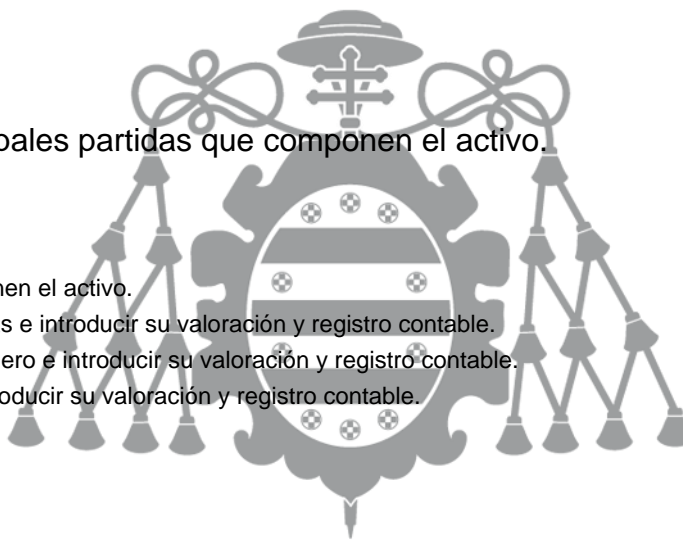 pales partidas que componen el activo.
nen el activo.
s e introducir su valoración y registro contable.
ero e introducir su valoración y registro contable.
oducir su valoración y registro contable.